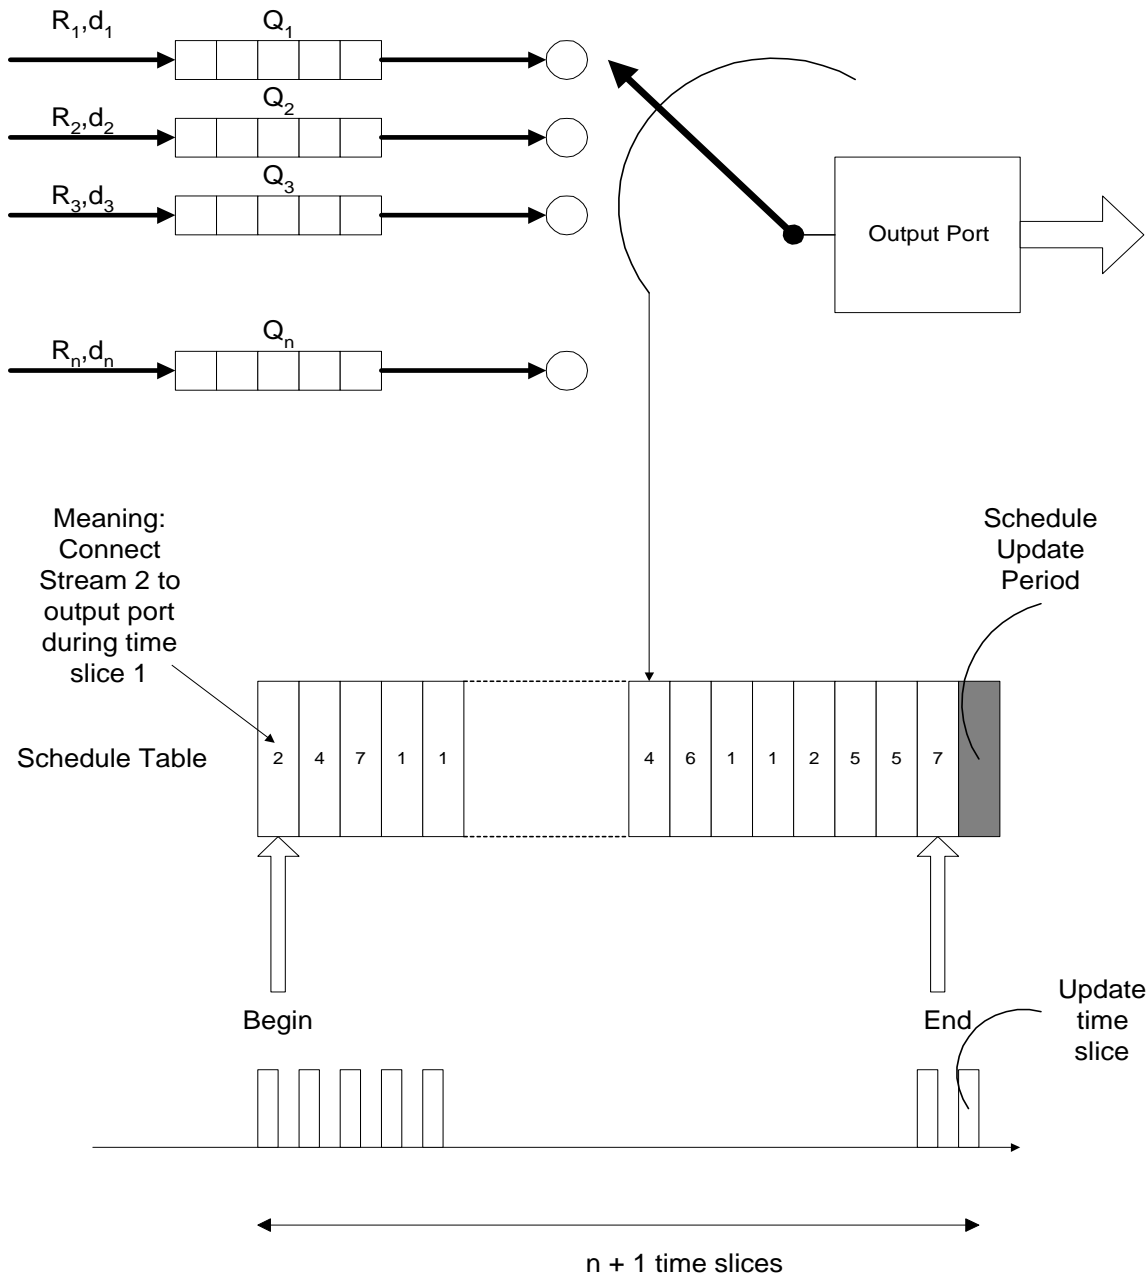 R₁,d₁
Q₁
Q₂
R₂,d₂
Q₃
R₃,d₃
Output Port
Qₙ
Rₙ,dₙ
Meaning:
Connect
Stream 2 to
output port
during time
slice 1
Schedule
Update
Period
Schedule Table
2 4 7 1 1 4 6 1 1 2 5 5 7
Begin
End
Update
time
slice
n + 1 time slices